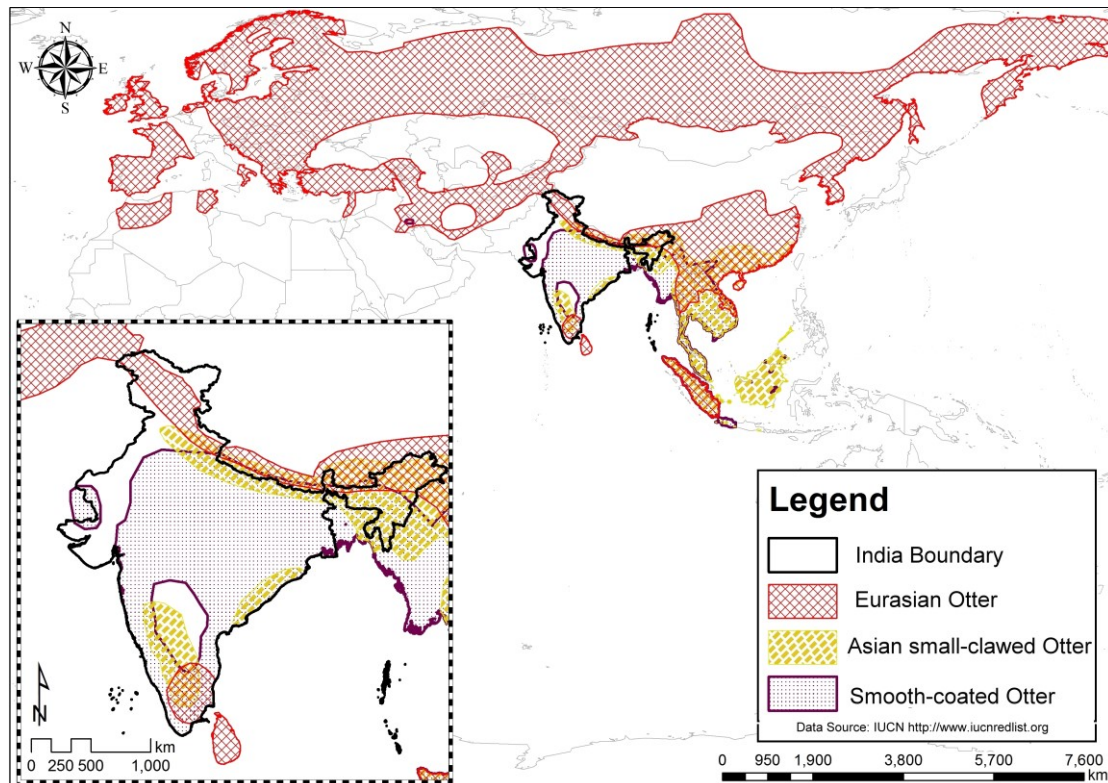 N
W E
S
Legend
India Boundary
Eurasian Otter
Asian small-clawed Otter
Smooth-coated Otter
Data Source: IUCN http://www.iucnredlist.org
N
0 250 500 1,000 km
0 950 1,900 3,800 5,700 7,600 km